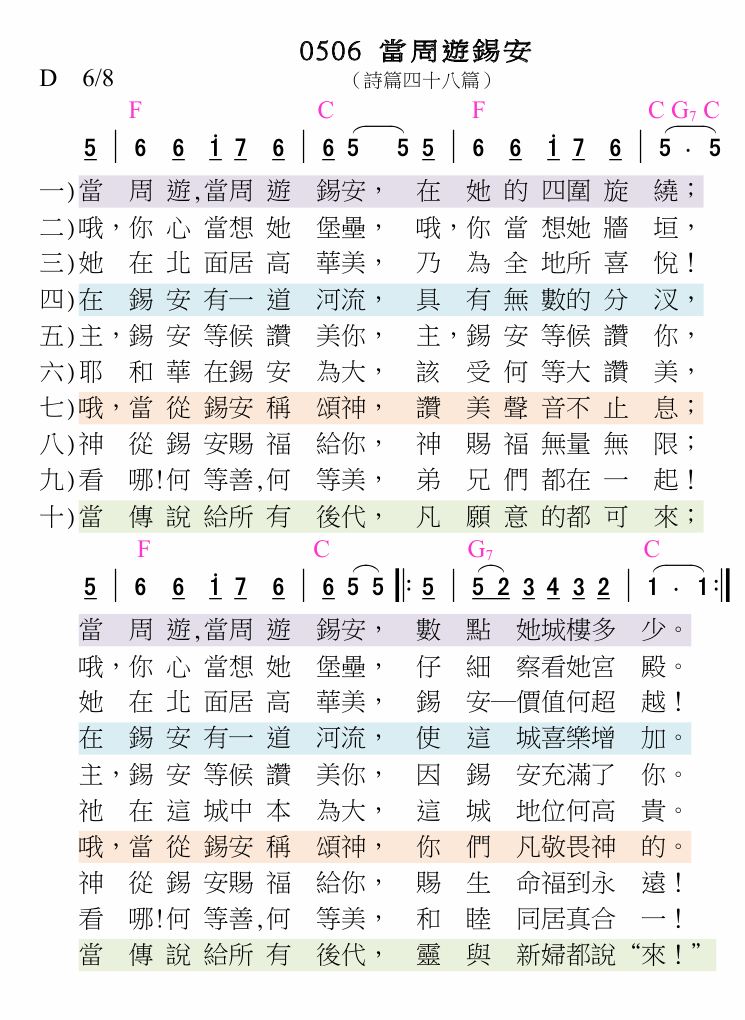 0506 當周遊錫安
D 6/8 （詩篇四十八篇）
F C F C G7 C
5 | 6 6 i 7 6 | 6 5 5 5 | 6 6 i 7 6 | 5 · 5
一)當 周 遊,當周 遊 錫安， 在 她 的 四圍 旋 繞；
二)哦，你 心 當想 她 堡壘， 哦，你 當 想她 牆 垣，
三)她 在 北 面居 高 華美， 乃 為 全 地所 喜 悅！
四)在 錫 安 有一 道 河流， 具 有 無 數的 分 汊，
五)主，錫 安 等候 讚 美你， 主，錫 安 等候 讚 你，
六)耶 和 華 在錫 安 為大， 該 受 何 等大 讚 美，
七)哦，當 從 錫安 稱 頌神， 讚 美 聲 音不 止 息；
八)神 從 錫 安賜 福 給你， 神 賜 福 無量 無 限；
九)看 哪!何 等善,何 等美， 弟 兄 們 都在 一 起！
十)當 傳 說 給所 有 後代， 凡 願 意 的都 可 來；
F C G7 C
5 | 6 6 i 7 6 | 6 5 5 ‖: 5 | 5 2 3 4 3 2 | 1 · 1 :‖
當 周 遊,當周 遊 錫安， 數 點 她城樓多 少。
哦，你 心 當想 她 堡壘， 仔 細 察看她宮 殿。
她 在 北 面居 高 華美， 錫 安─價值何超 越！
在 錫 安 有一 道 河流， 使 這 城喜樂增 加。
主，錫 安 等候 讚 美你， 因 錫 安充滿了 你。
祂 在 這 城中 本 為大， 這 城 地位何高 貴。
哦，當 從 錫安 稱 頌神， 你 們 凡敬畏神 的。
神 從 錫 安賜 福 給你， 賜 生 命福到永 遠！
看 哪!何 等善,何 等美， 和 睦 同居真合 一！
當 傳 說 給所 有 後代， 靈 與 新婦都說“來！”